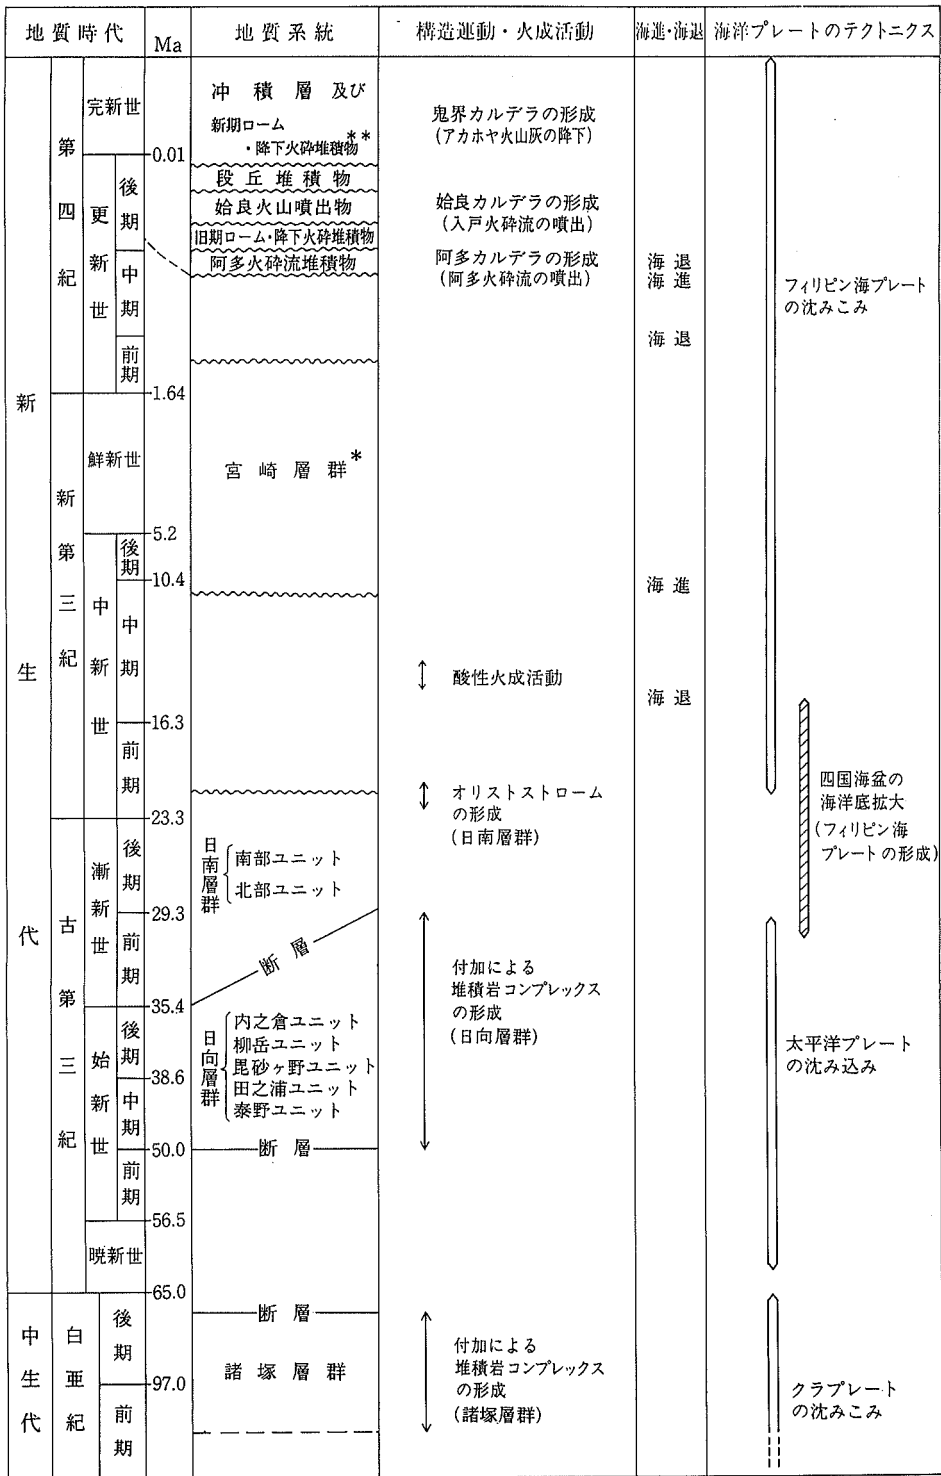 地質時代 Ma 地質系統 構造運動・火成活動 海進・海退 海洋プレートのテクトニクス
新生代
第四紀
完新世
更新世
後期
中期
前期
新第三紀
鮮新世
中新世
後期
中期
前期
古第三紀
漸新世
後期
前期
始新世
後期
中期
前期
暁新世
中生代
白亜紀
後期
前期
0.01
1.64
5.2
10.4
16.3
23.3
29.3
35.4
38.6
50.0
56.5
65.0
97.0
冲積層及び
新期ローム
・降下火砕堆積物**
段丘堆積物
姶良火山噴出物
旧期ローム・降下火砕堆積物
阿多火砕流堆積物
宮崎層群*
日南層群
南部ユニット
北部ユニット
断層
日向層群
内之倉ユニット
柳岳ユニット
毘砂ヶ野ユニット
田之浦ユニット
泰野ユニット
断層
断層
諸塚層群
鬼界カルデラの形成
(アカホヤ火山灰の降下)
姶良カルデラの形成
(入戸火砕流の噴出)
阿多カルデラの形成
(阿多火砕流の噴出)
酸性火成活動
オリストストローム
の形成
(日南層群)
付加による
堆積岩コンプレックス
の形成
(日向層群)
付加による
堆積岩コンプレックス
の形成
(諸塚層群)
海退
海進
海退
海進
海退
フィリピン海プレート
の沈みこみ
四国海盆の
海洋底拡大
(フィリピン海
プレートの形成)
太平洋プレート
の沈み込み
クラプレート
の沈みこみ